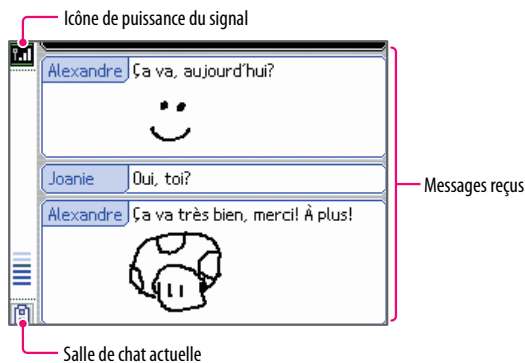 Icône de puissance du signal
Alexandre Ça va, aujourd'hui?
Joanie Oui, toi?
Messages reçus
Alexandre Ça va très bien, merci! À plus!
Salle de chat actuelle